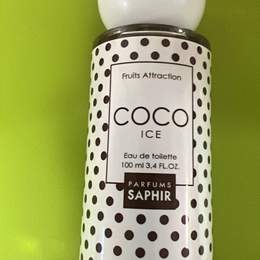 Fruits Attraction
COCO
ICE
Eau de toilette
100 ml 3,4 FL.OZ.
PARFUMS
SAPHIR